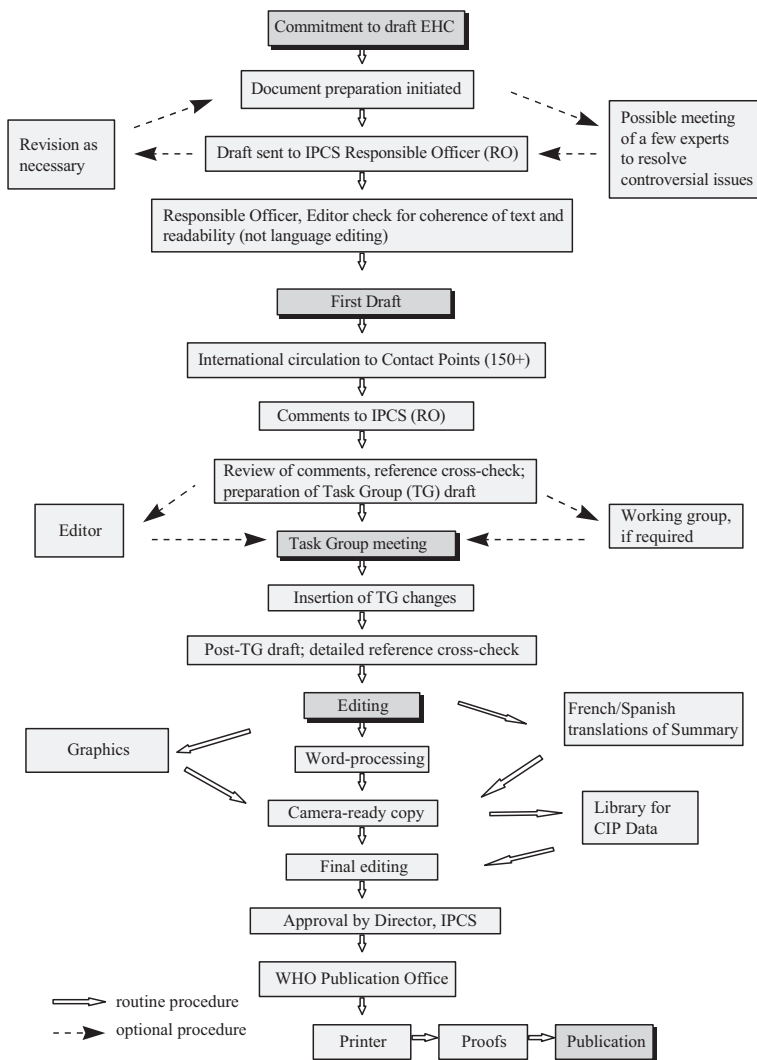 Commitment to draft EHC
Document preparation initiated
Revision as
necessary
Possible meeting
of a few experts
to resolve
controversial issues
Draft sent to IPCS Responsible Officer (RO)
Responsible Officer, Editor check for coherence of text and
readability (not language editing)
First Draft
International circulation to Contact Points (150+)
Comments to IPCS (RO)
Review of comments, reference cross-check;
preparation of Task Group (TG) draft
Editor
Working group,
if required
Task Group meeting
Insertion of TG changes
Post-TG draft; detailed reference cross-check
Editing
French/Spanish
translations of Summary
Graphics
Word-processing
Camera-ready copy
Library for
CIP Data
Final editing
Approval by Director, IPCS
WHO Publication Office
routine procedure
optional procedure
Printer
Proofs
Publication